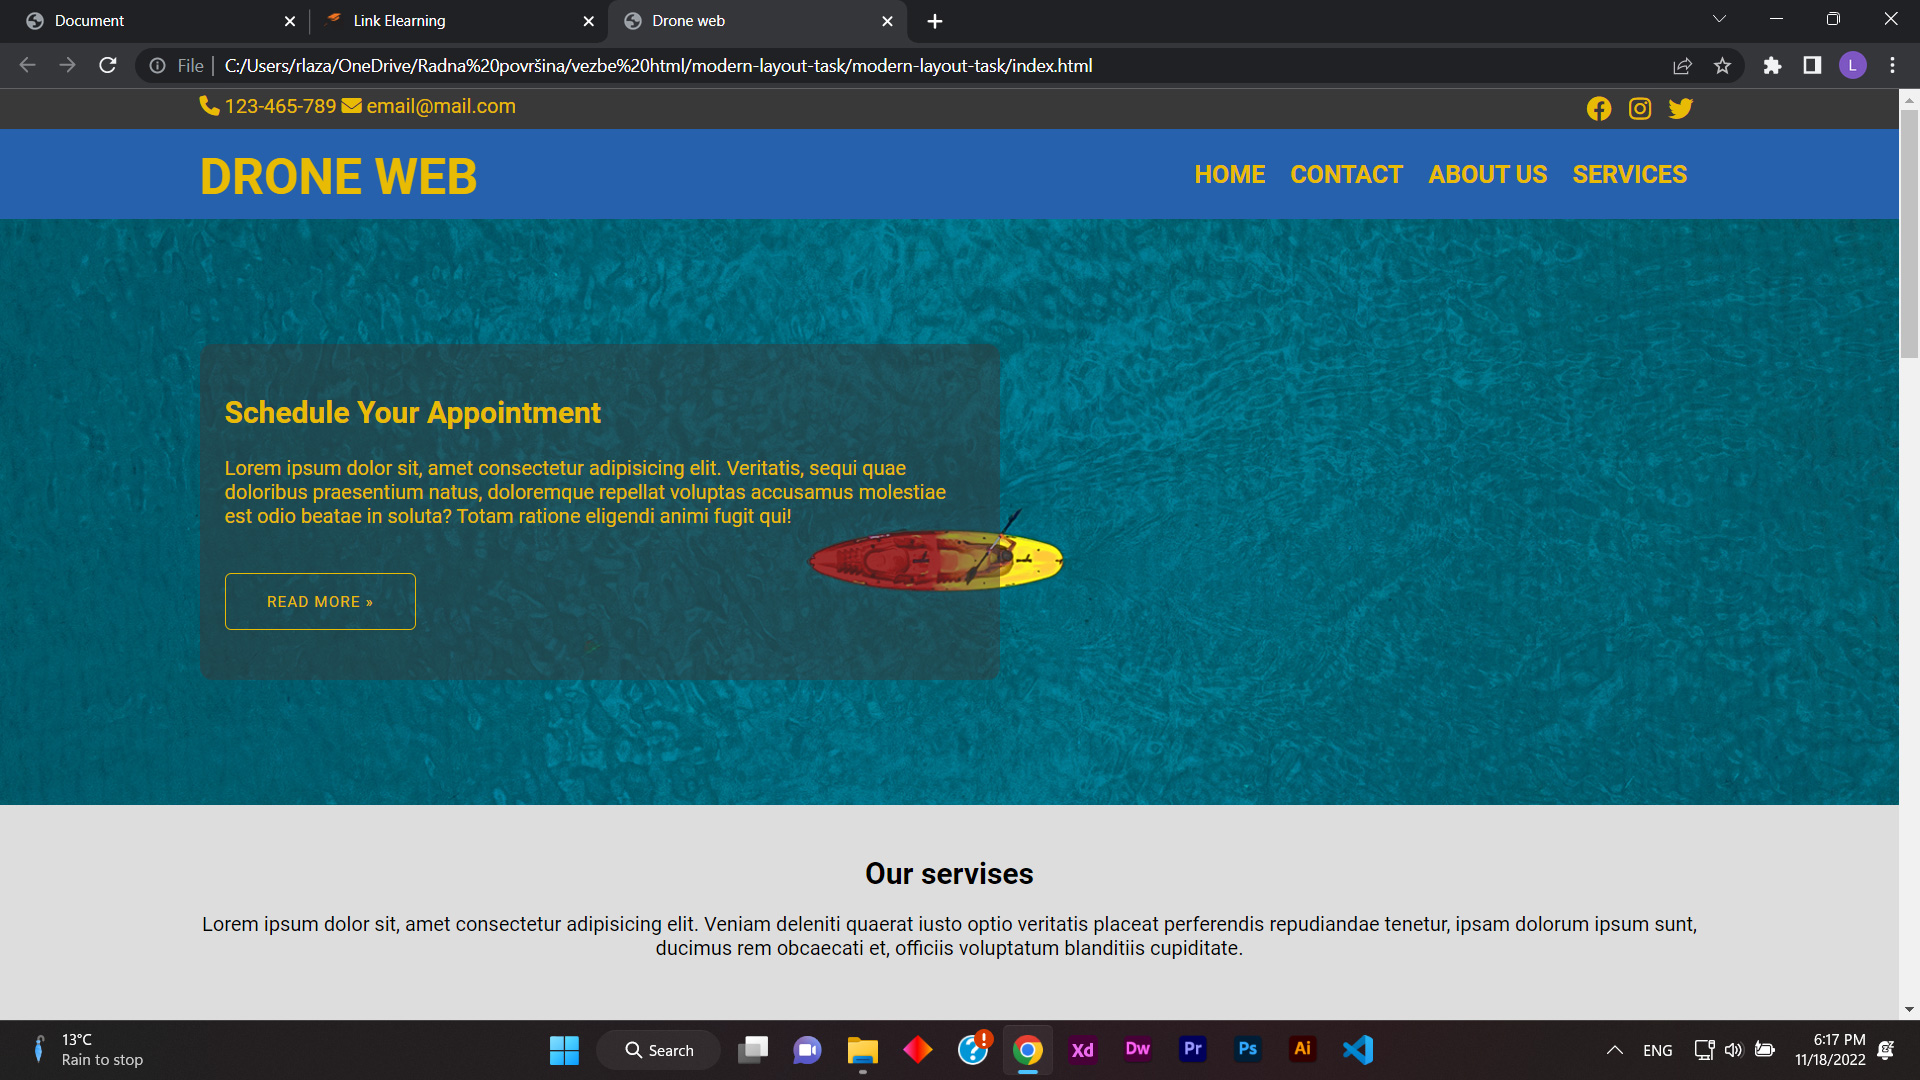 Document
Link Elearning
Drone web
File
C:/Users/rlaza/OneDrive/Radna%20površina/vezbe%20html/modern-layout-task/modern-layout-task/index.html
L
123-465-789 email@mail.com
DRONE WEB
HOME CONTACT ABOUT US SERVICES
Schedule Your Appointment
Lorem ipsum dolor sit, amet consectetur adipisicing elit. Veritatis, sequi quae
doloribus praesentium natus, doloremque repellat voluptas accusamus molestiae
est odio beatae in soluta? Totam ratione eligendi animi fugit qui!
READ MORE »
Our servises
Lorem ipsum dolor sit, amet consectetur adipisicing elit. Veniam deleniti quaerat iusto optio veritatis placeat perferendis repudiandae tenetur, ipsam dolorum ipsum sunt,
ducimus rem obcaecati et, officiis voluptatum blanditiis cupiditate.
13°C
Rain to stop
Search
Xd
Dw
Pr
Ps
Ai
ENG
6:17 PM
11/18/2022